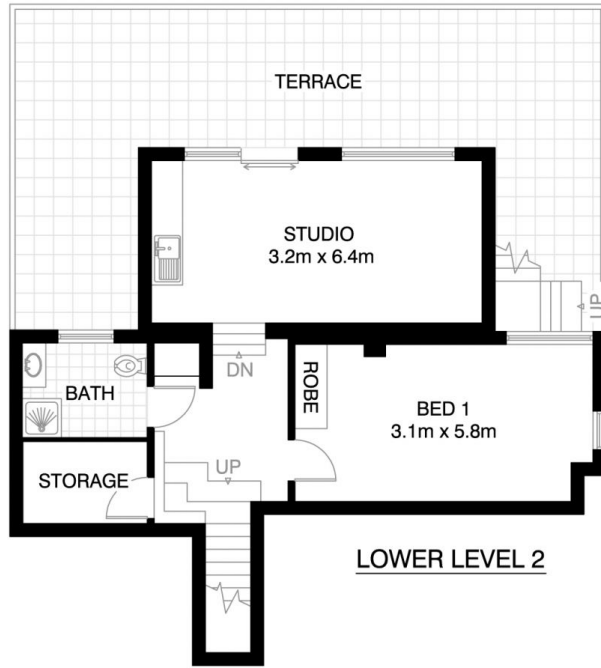 TERRACE
STUDIO
3.2m x 6.4m
UP
DN
ROBE
BATH
BED 1
3.1m x 5.8m
UP
STORAGE
LOWER LEVEL 2